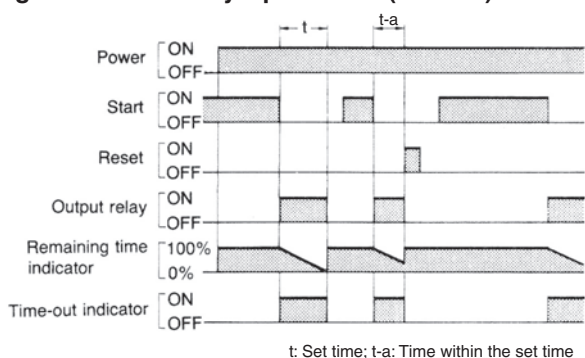 t
t-a
Power
ON
OFF
Start
ON
OFF
Reset
ON
OFF
Output relay
ON
OFF
Remaining time
indicator
100%
0%
Time-out indicator
ON
OFF
t: Set time; t-a: Time within the set time